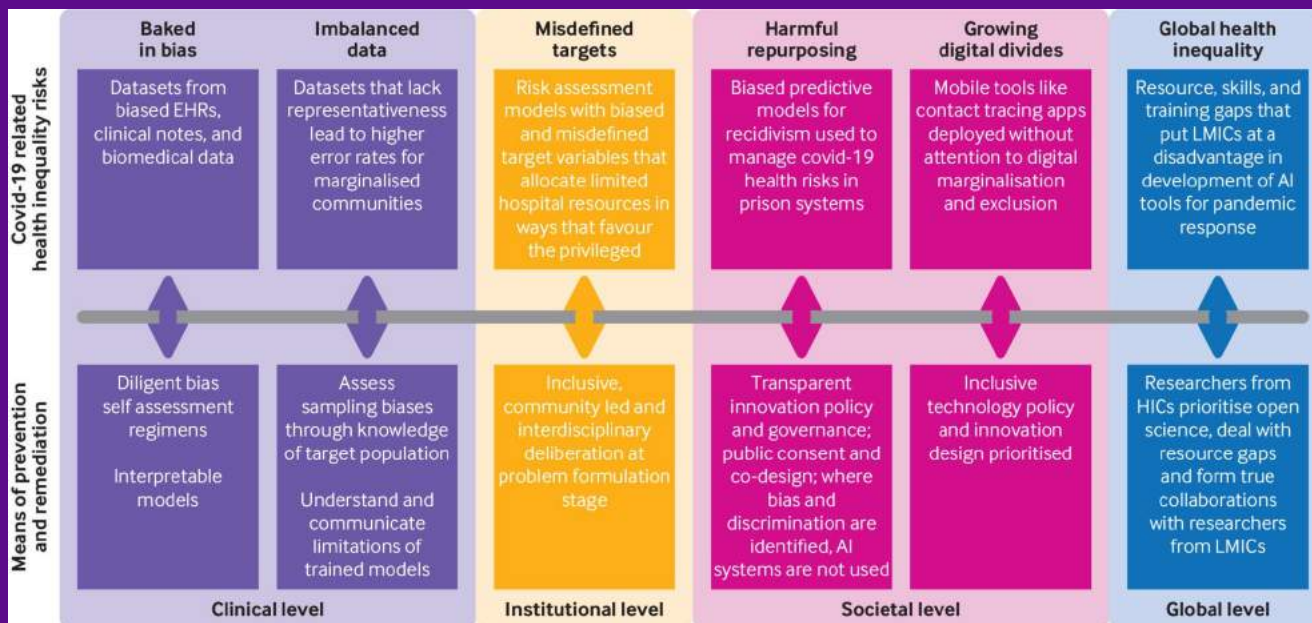 Baked
in bias
Imbalanced
data
Misdefined
targets
Harmful
repurposing
Growing
digital divides
Global health
inequality
Covid-19 related
health inequality risks
Datasets from
biased EHRs,
clinical notes, and
biomedical data
Datasets that lack
representativeness
lead to higher
error rates for
marginalised
communities
Risk assessment
models with biased
and misdefined
target variables that
allocate limited
hospital resources in
ways that favour
the privileged
Biased predictive
models for
recidivism used to
manage covid-19
health risks in
prison systems
Mobile tools like
contact tracing apps
deployed without
attention to digital
marginalisation
and exclusion
Resource, skills, and
training gaps that
put LMICs at a
disadvantage in
development of AI
tools for pandemic
response
Means of prevention
and remediation
Diligent bias
self assessment
regimens
Interpretable
models
Assess
sampling biases
through knowledge
of target population
Understand and
communicate
limitations of
trained models
Inclusive,
community led and
interdisciplinary
deliberation at
problem formulation
stage
Transparent
innovation policy
and governance;
public consent and
co-design; where
bias and
discrimination are
identified, AI
systems are not used
Inclusive
technology policy
and innovation
design prioritised
Researchers from
HICs prioritise open
science, deal with
resource gaps
and form true
collaborations
with researchers
from LMICs
Clinical level
Institutional level
Societal level
Global level